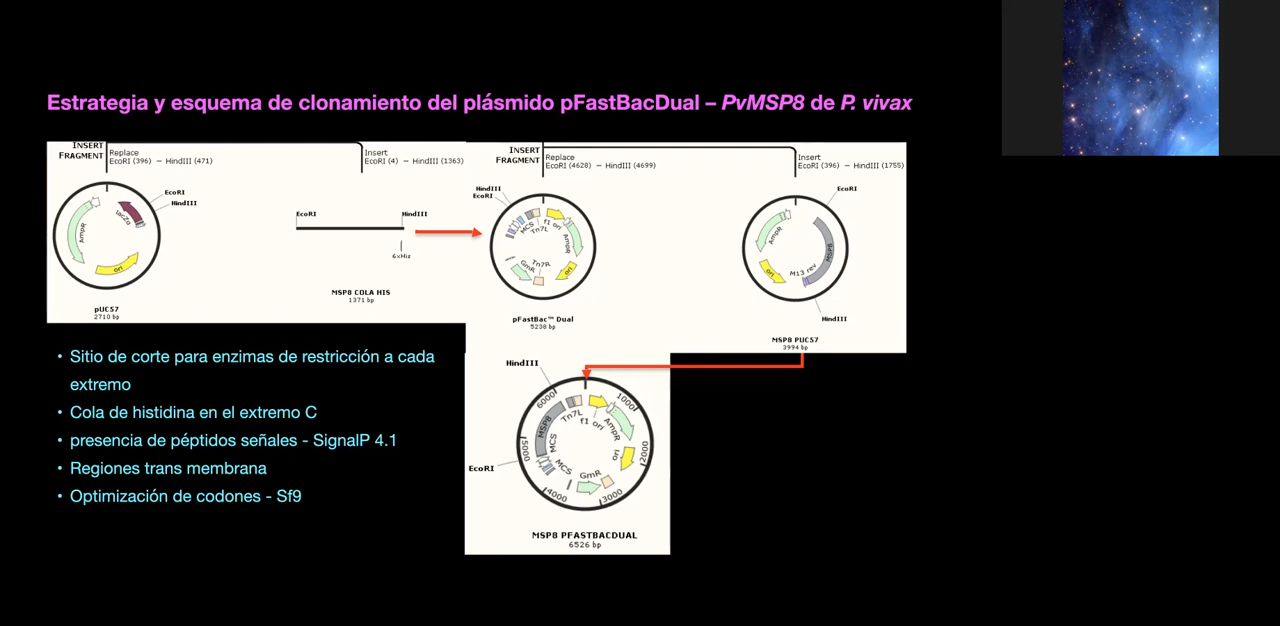 Estrategia y esquema de clonamiento del plásmido pFastBacDual – PvMSP8 de P. vivax
INSERT
FRAGMENT
Replace
EcoRI (396) – HindIII (471)
Insert
EcoRI (4) – HindIII (1363)
EcoRI
HindIII
lacZα
AmpR
ori
pUC57
2710 bp
EcoRI
HindIII
6xHis
MSP8 COLA HIS
1371 bp
INSERT
FRAGMENT
Replace
EcoRI (4628) – HindIII (4699)
Insert
EcoRI (396) – HindIII (1755)
HindIII
EcoRI
MCS
Tn7L
f1 ori
AmpR
ori
Tn7R
GmR
pFastBac™ Dual
5238 bp
EcoRI
AmpR
MSP8
ori
M13 rev
HindIII
MSP8 PUC57
3994 bp
• Sitio de corte para enzimas de restricción a cada
extremo
• Cola de histidina en el extremo C
• presencia de péptidos señales - SignalP 4.1
• Regiones trans membrana
• Optimización de codones - Sf9
HindIII
6000
1000
Tn7L
f1 ori
AmpR
MSP8
MCS
5000
2000
ori
EcoRI
MCS
GmR
4000
3000
MSP8 PFASTBACDUAL
6526 bp